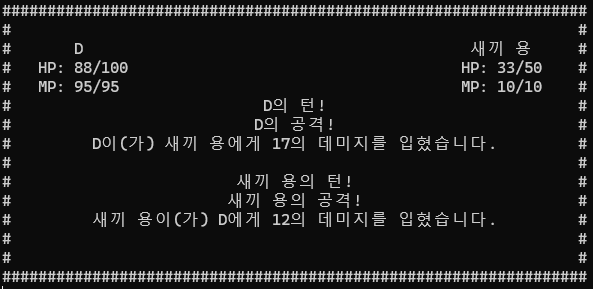 ################################################################
#                                                              #
#       D                                          새끼 용     #
#   HP: 88/100                                    HP: 33/50    #
#   MP: 95/95                                     MP: 10/10    #
#                           D의 턴!                            #
#                          D의 공격!                           #
#         D이(가) 새끼 용에게 17의 데미지를 입혔습니다.        #
#                                                              #
#                        새끼 용의 턴!                         #
#                       새끼 용의 공격!                        #
#         새끼 용이(가) D에게 12의 데미지를 입혔습니다.        #
#                                                              #
#                                                              #
################################################################